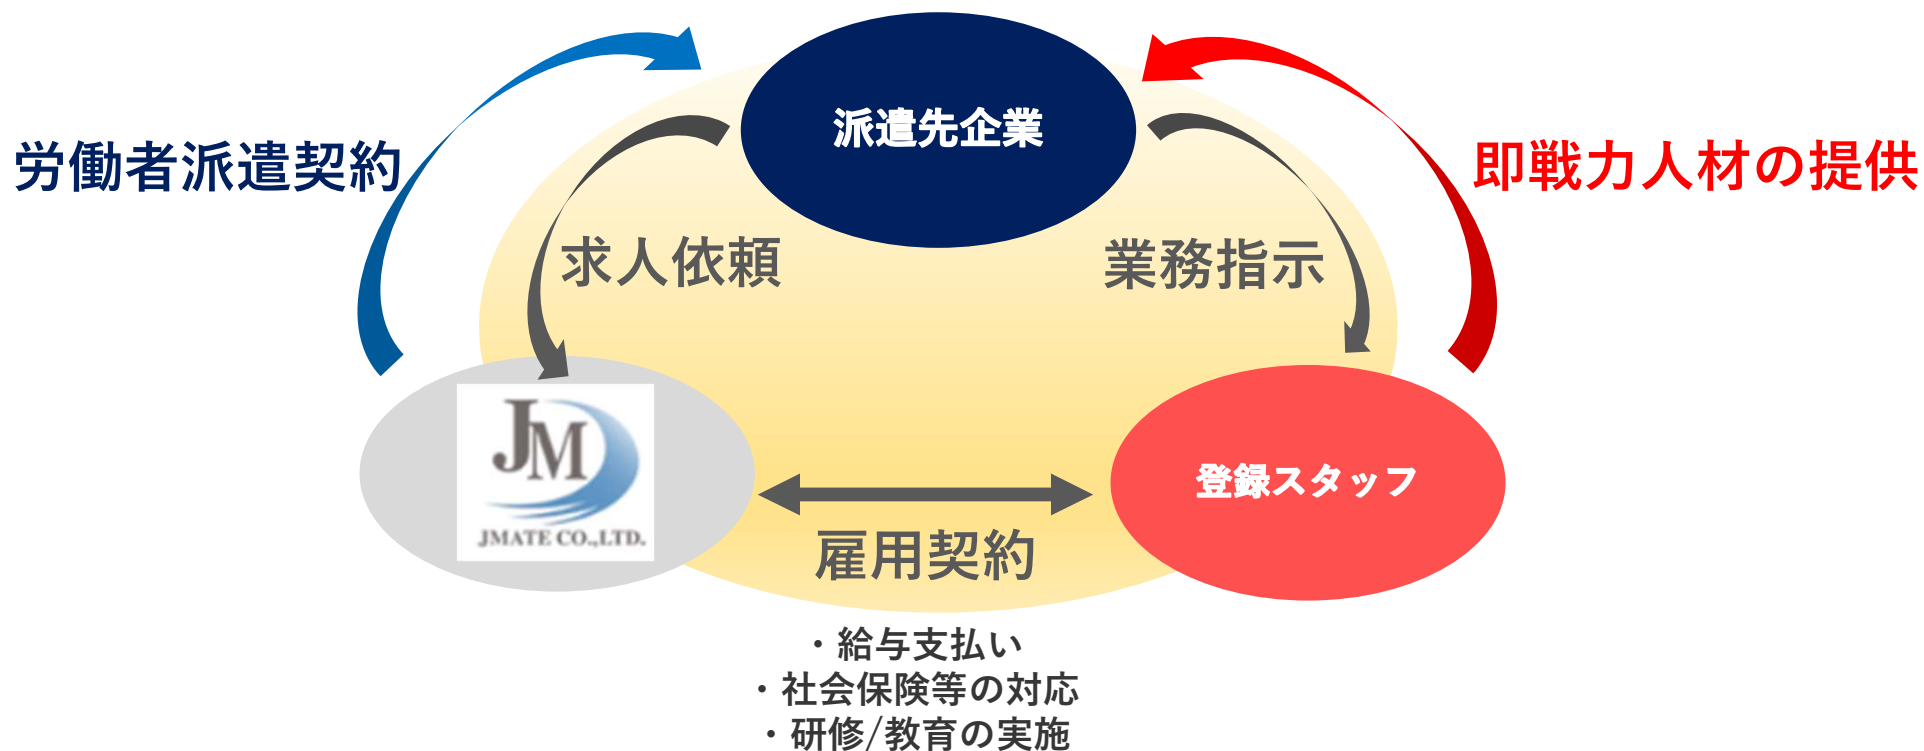 派遣先企業
労働者派遣契約
即戦力人材の提供
求人依頼
業務指示
JM
JMATE CO.,LTD.
登録スタッフ
雇用契約
・給与支払い
・社会保険等の対応
・研修/教育の実施